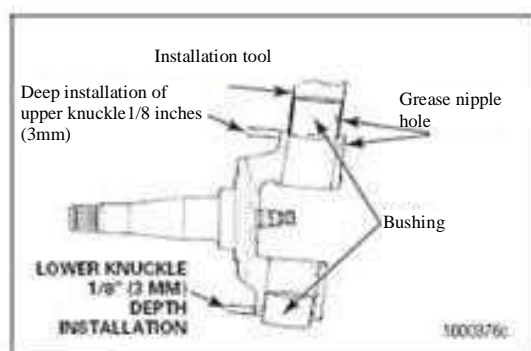 Installation tool
Deep installation of
upper knuckle1/8 inches
(3mm)
Grease nipple
hole
Bushing
LOWER KNUCKLE
1/8" (3 MM)
DEPTH
INSTALLATION
1000376c